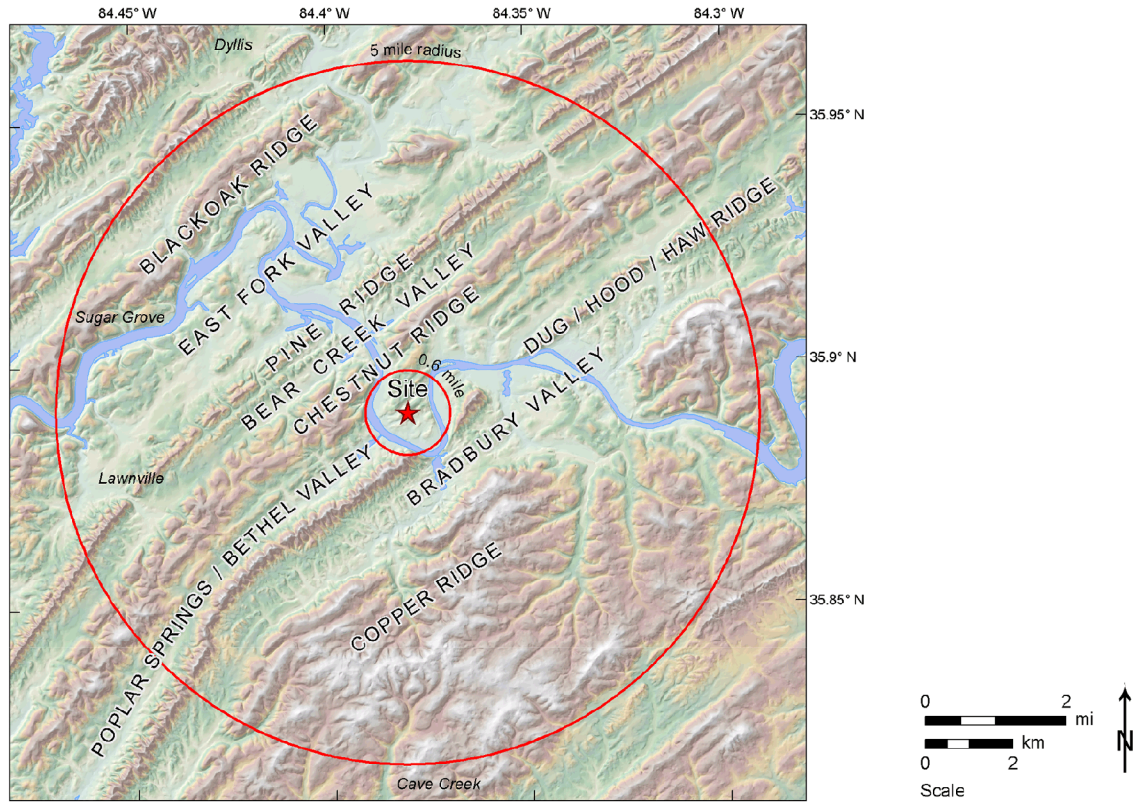 84.45° W
84.4° W
84.35° W
84.3° W
Dyllis
5 mile radius
35.95° N
BLACKOAK RIDGE
EAST FORK VALLEY
DUG / HOOD / HAW RIDGE
PINE RIDGE
BEAR CREEK VALLEY
CHESTNUT RIDGE
Sugar Grove
35.9° N
0.6 mile
Site
BRADBURY VALLEY
Lawnville
POPLAR SPRINGS / BETHEL VALLEY
COPPER RIDGE
35.85° N
Cave Creek
0 2
mi
km
0 2
Scale
N